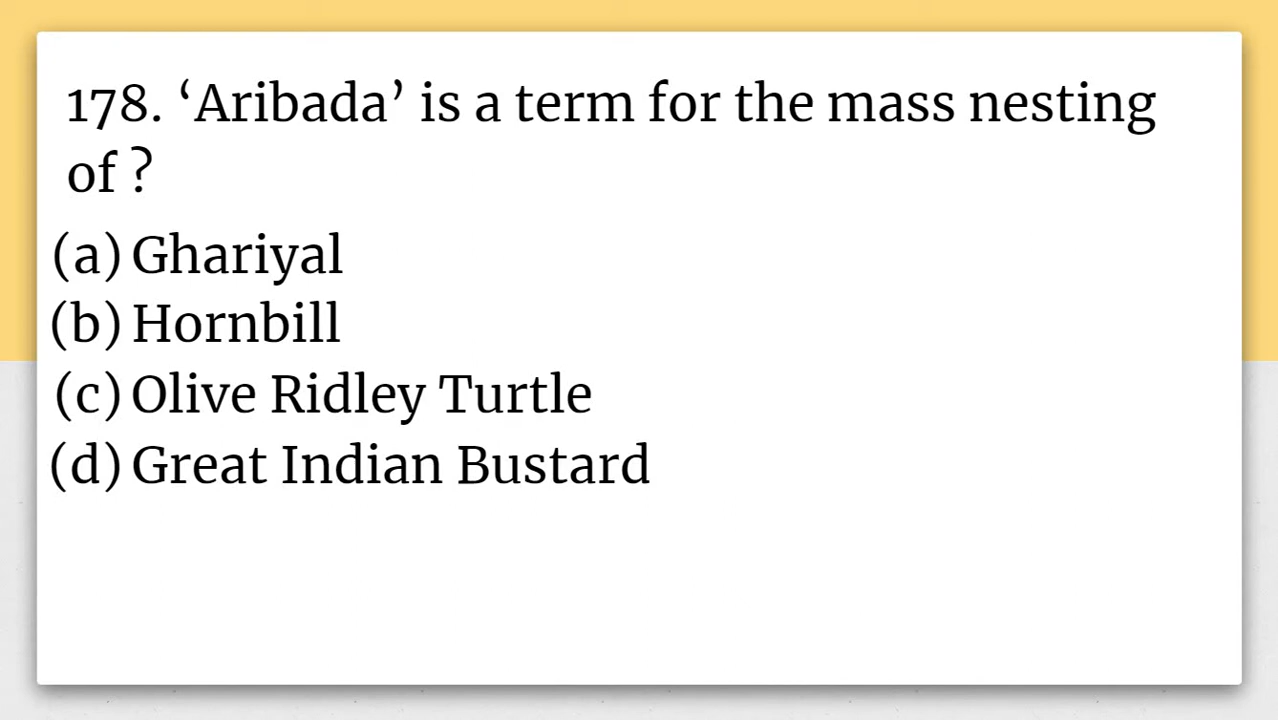 178. ‘Aribada’ is a term for the mass nesting
of ?
(a) Ghariyal
(b) Hornbill
(c) Olive Ridley Turtle
(d) Great Indian Bustard